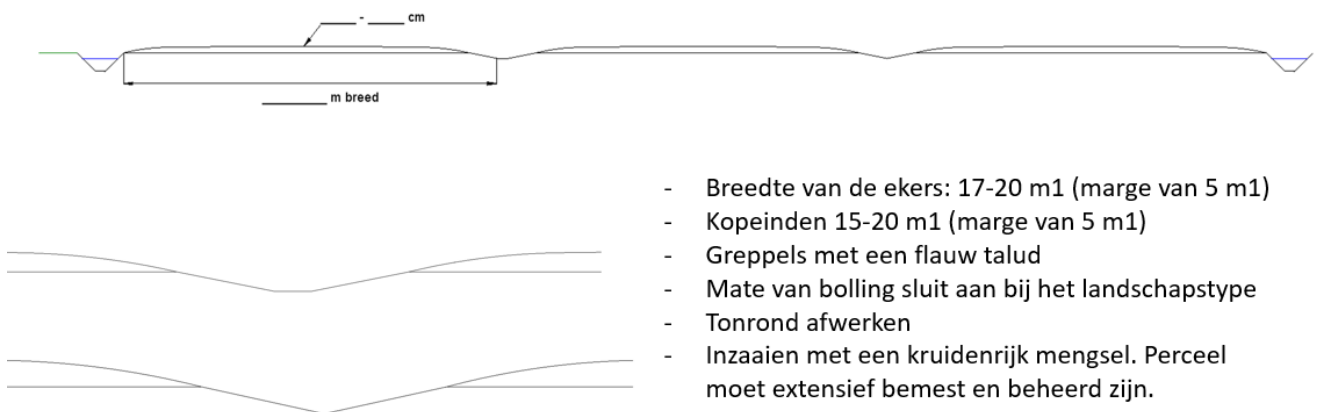 ____ - ____ cm
_______ m breed
- Breedte van de ekers: 17-20 m1 (marge van 5 m1)
- Kopeinden 15-20 m1 (marge van 5 m1)
- Greppels met een flauw talud
- Mate van bolling sluit aan bij het landschapstype
- Tonrond afwerken
- Inzaaien met een kruidenrijk mengsel. Perceel
moet extensief bemest en beheerd zijn.